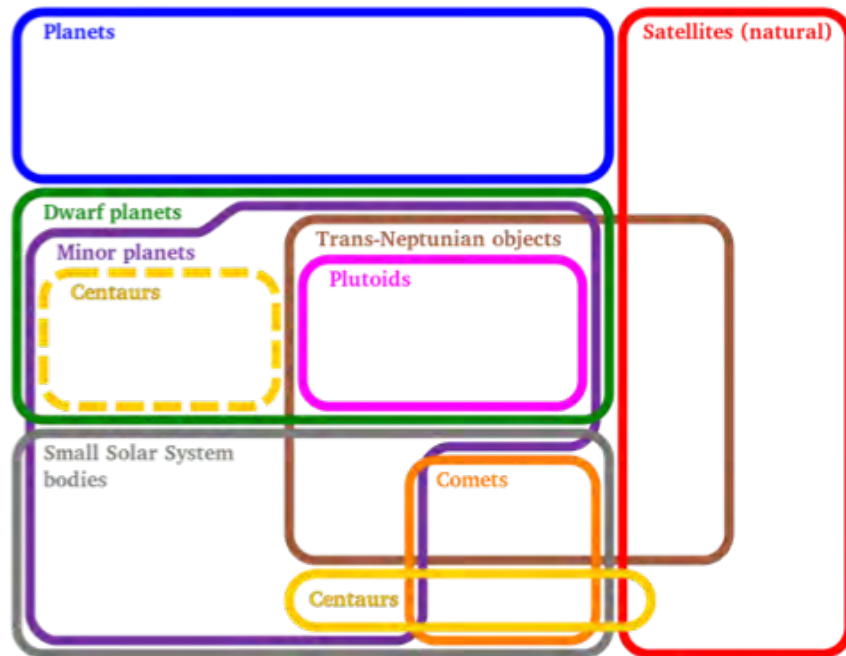 Planets
Satellites (natural)
Dwarf planets
Trans-Neptunian objects
Minor planets
Plutoids
Centaurs
Small Solar System
bodies
Comets
Centaurs